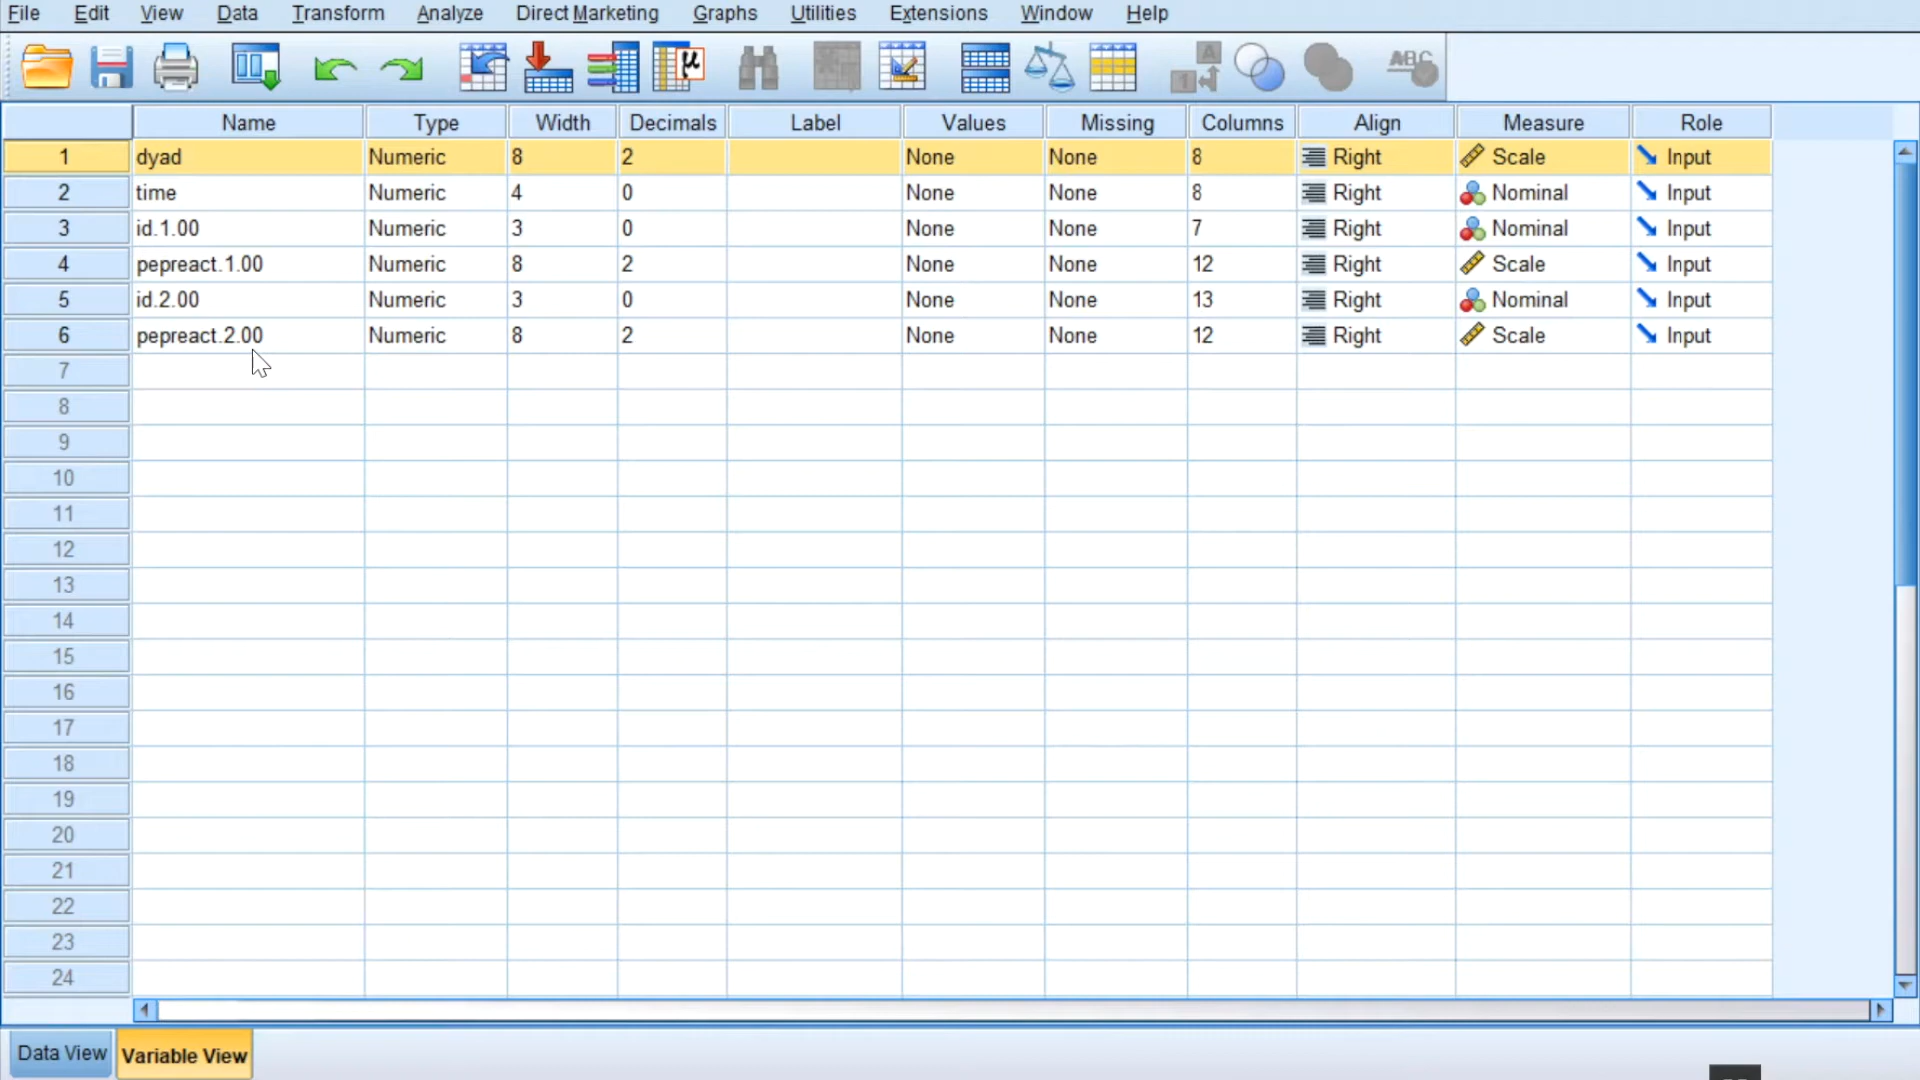 File Edit View Data Transform Analyze Direct Marketing Graphs Utilities Extensions Window Help
μ A 1 ABC
Name Type Width Decimals Label Values Missing Columns Align Measure Role
1 dyad Numeric 8 2 None None 8 Right Scale Input
2 time Numeric 4 0 None None 8 Right Nominal Input
3 id.1.00 Numeric 3 0 None None 7 Right Nominal Input
4 pepreact.1.00 Numeric 8 2 None None 12 Right Scale Input
5 id.2.00 Numeric 3 0 None None 13 Right Nominal Input
6 pepreact.2.00 Numeric 8 2 None None 12 Right Scale Input
7
8
9
10
11
12
13
14
15
16
17
18
19
20
21
22
23
24
Data View Variable View